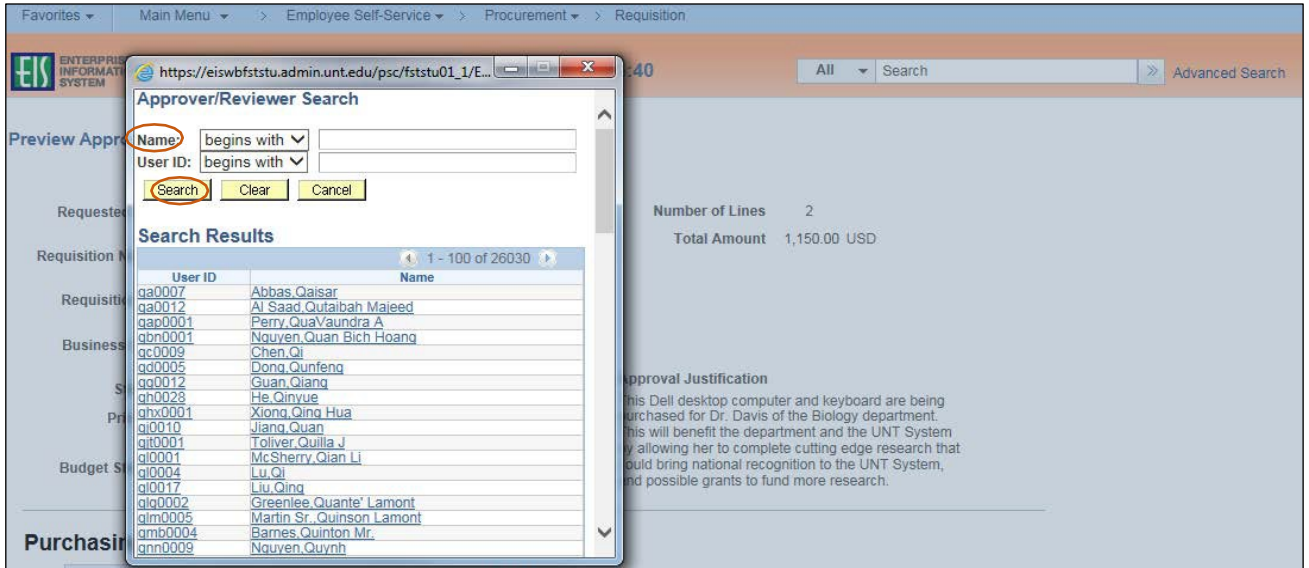 Favorites Main Menu > Employee Self-Service > Procurement > Requisition
EIS ENTERPRIS
INFORMATI
SYSTEM
:40
All Search Advanced Search
https://eiswbfststu.admin.unt.edu/psc/fststu01_1/E...
Approver/Reviewer Search
Preview Appro
Name: begins with
User ID: begins with
Search Clear Cancel
Requested
Number of Lines 2
Total Amount 1,150.00 USD
Search Results
Requisition N
1 - 100 of 26030
User ID Name
qa0007 Abbas,Qaisar
qa0012 Al Saad,Qutaibah Majeed
qap0001 Perry,QuaVaundra A
qbn0001 Nguyen,Quan Bich Hoang
qc0009 Chen,Qi
qd0005 Dong,Qunfeng
qg0012 Guan,Qiang
qh0028 He,Qinyue
qhx0001 Xiong,Qing Hua
qj0010 Jiang,Quan
qjt0001 Toliver,Quilla J
ql0001 McSherry,Qian Li
ql0004 Lu,Qi
ql0017 Liu,Qing
qlg0002 Greenlee,Quante' Lamont
qlm0005 Martin Sr.,Quinson Lamont
qmb0004 Barnes,Quinton Mr.
qnn0009 Nguyen,Quynh
Requisitio
Business
St
Pri
Budget St
pproval Justification
his Dell desktop computer and keyboard are being
urchased for Dr. Davis of the Biology department.
his will benefit the department and the UNT System
y allowing her to complete cutting edge research that
ould bring national recognition to the UNT System,
nd possible grants to fund more research.
Purchasin